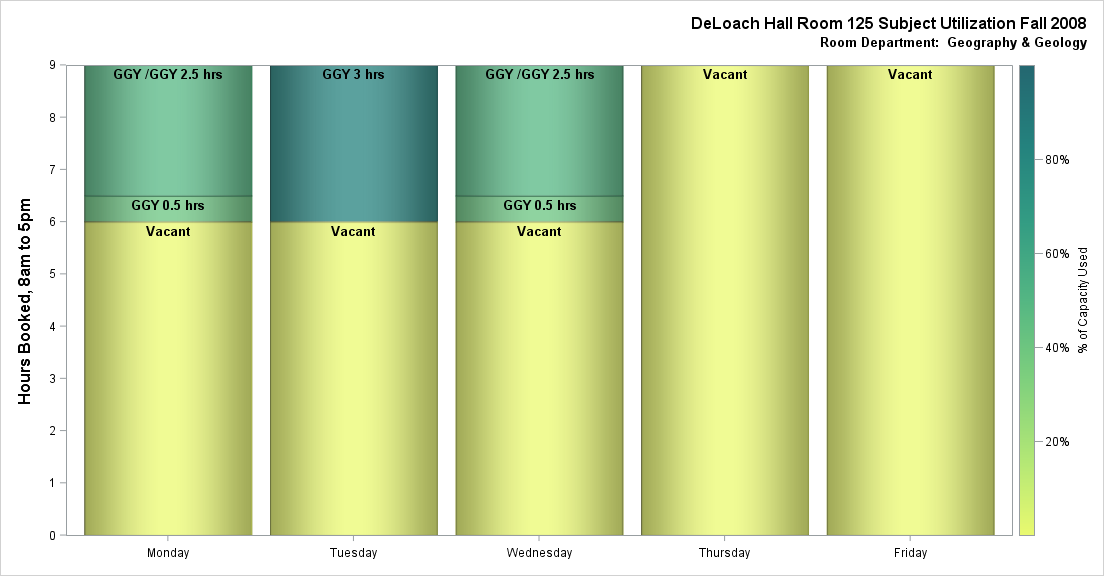 DeLoach Hall Room 125 Subject Utilization Fall 2008
Room Department:  Geography & Geology
Hours Booked, 8am to 5pm
9
8
7
6
5
4
3
2
1
0
GGY /GGY 2.5 hrs
GGY 0.5 hrs
Vacant
GGY 3 hrs
Vacant
GGY /GGY 2.5 hrs
GGY 0.5 hrs
Vacant
Vacant
Vacant
Monday
Tuesday
Wednesday
Thursday
Friday
80%
60%
40%
20%
% of Capacity Used